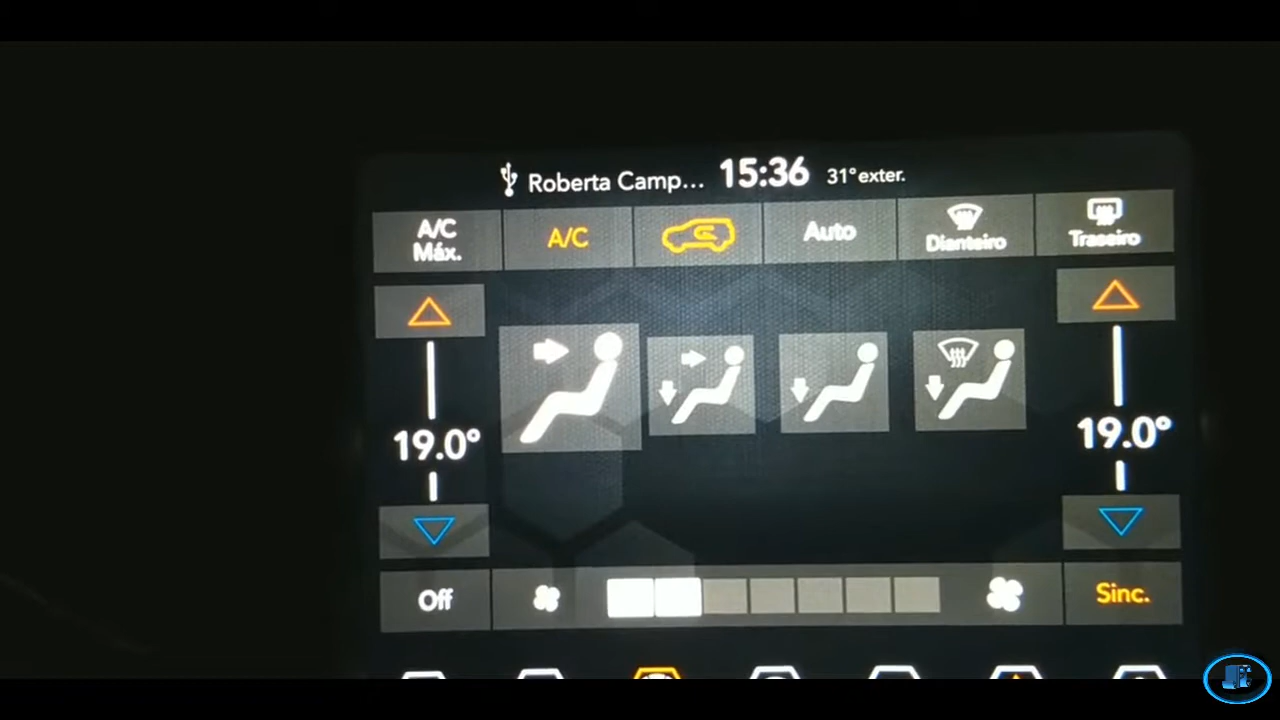 Roberta Camp... 15:36 31°exter.
A/C
Máx.
A/C
Auto
Dianteiro
Traseiro
19.0°
19.0°
Off
Sinc.